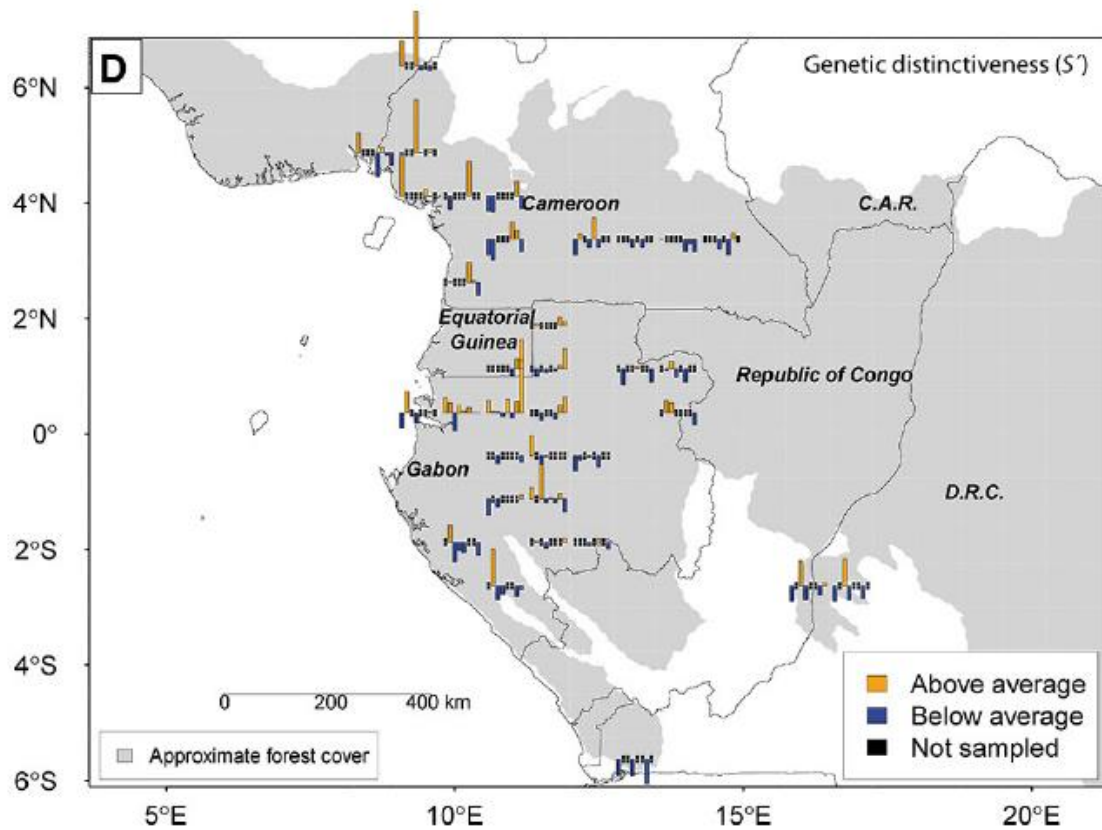 D
Genetic distinctiveness (S´)
6°N
4°N
2°N
0°
2°S
4°S
6°S
Cameroon
C.A.R.
Equatorial
Guinea
Republic of Congo
Gabon
D.R.C.
0 200 400 km
Approximate forest cover
Above average
Below average
Not sampled
5°E 10°E 15°E 20°E